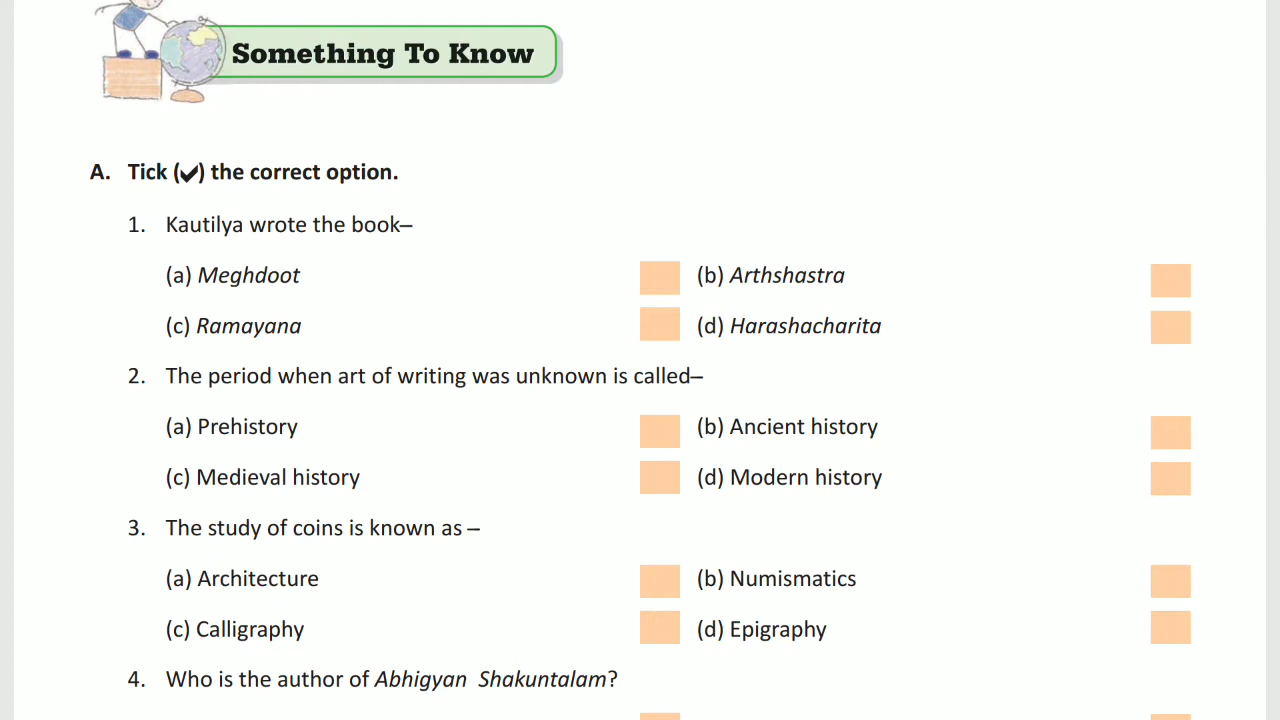 Something To Know
A. Tick (✔) the correct option.
1. Kautilya wrote the book–
(a) Meghdoot (b) Arthshastra
(c) Ramayana (d) Harashacharita
2. The period when art of writing was unknown is called–
(a) Prehistory (b) Ancient history
(c) Medieval history (d) Modern history
3. The study of coins is known as –
(a) Architecture (b) Numismatics
(c) Calligraphy (d) Epigraphy
4. Who is the author of Abhigyan Shakuntalam?